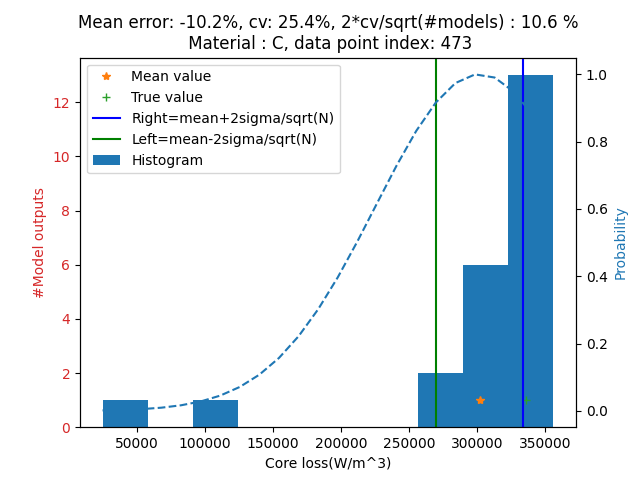 Mean error: -10.2%, cv: 25.4%, 2*cv/sqrt(#models) : 10.6 %
Material : C, data point index: 473
Mean value
True value
Right=mean+2sigma/sqrt(N)
Left=mean-2sigma/sqrt(N)
Histogram
#Model outputs
12
10
8
6
4
2
0
1.0
0.8
0.6
0.4
0.2
0.0
Probability
50000 100000 150000 200000 250000 300000 350000
Core loss(W/m^3)